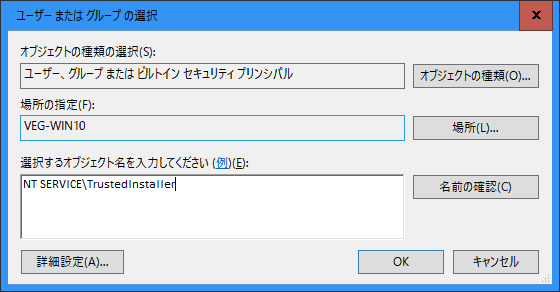 ユーザー または グループ の選択
オブジェクトの種類の選択(S):
ユーザー、グループ または ビルトイン セキュリティ プリンシパル
オブジェクトの種類(O)...
場所の指定(F):
VEG-WIN10
場所(L)...
選択するオブジェクト名を入力してください (例)(E):
NT SERVICE\TrustedInstaller
名前の確認(C)
詳細設定(A)...
OK
キャンセル